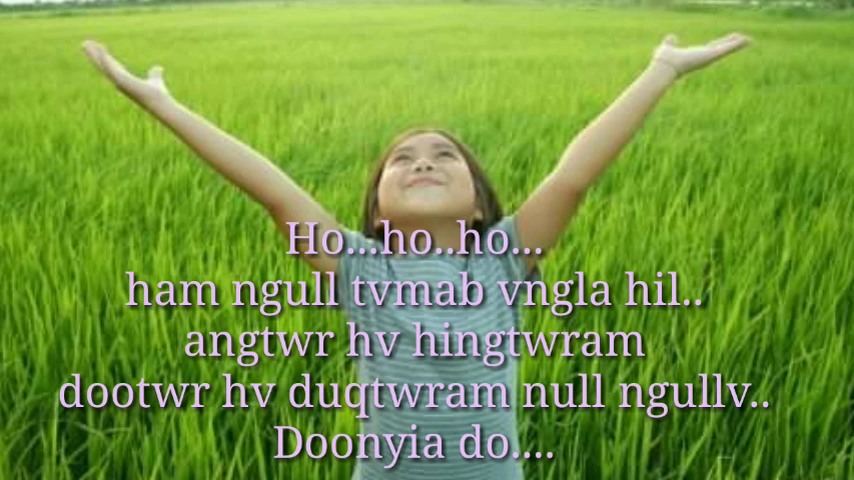 Ho...ho..ho...
ham ngull tvmab vngla hil..
angtwr hv hingtwram
dootwr hv duqtwram null ngullv..
Doonyia do....